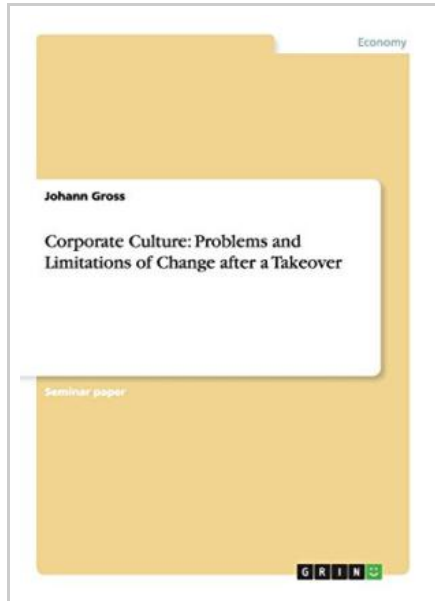 Economy
Johann Gross
Corporate Culture: Problems and
Limitations of Change after a Takeover
Seminar paper
GRIN